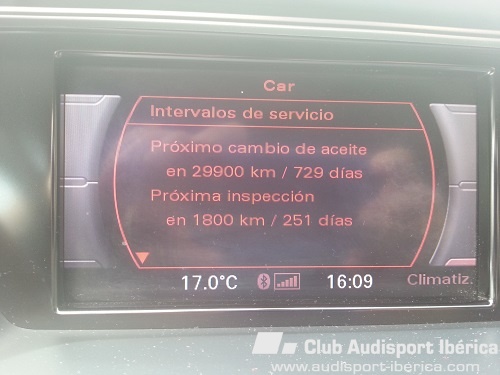 Car
Intervalos de servicio
Próximo cambio de aceite
en 29900 km / 729 días
Próxima inspección
en 1800 km / 251 días
17.0°C 16:09 Climatiz.
Club Audisport Ibérica
www.audisport-iberica.com